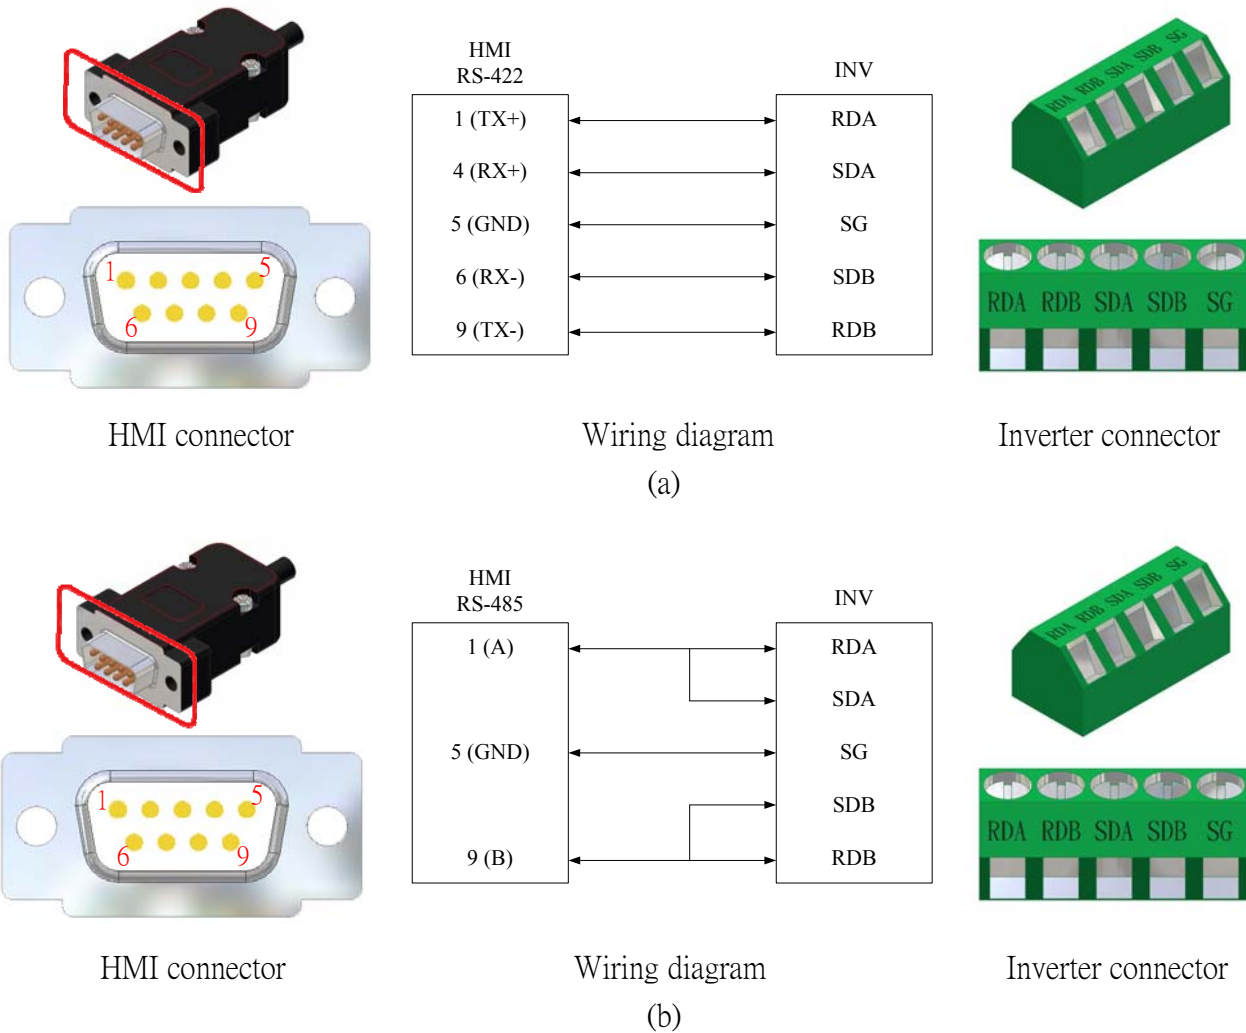 HMI
RS-422
INV
1 (TX+)
RDA
4 (RX+)
SDA
5 (GND)
SG
6 (RX-)
SDB
9 (TX-)
RDB
1
5
6
9
RDA RDB SDA SDB SG
RDA RDB SDA SDB SG
HMI connector
Wiring diagram
Inverter connector
(a)
HMI
RS-485
INV
1 (A)
RDA
SDA
5 (GND)
SG
SDB
9 (B)
RDB
1
5
6
9
RDA RDB SDA SDB SG
RDA RDB SDA SDB SG
HMI connector
Wiring diagram
Inverter connector
(b)